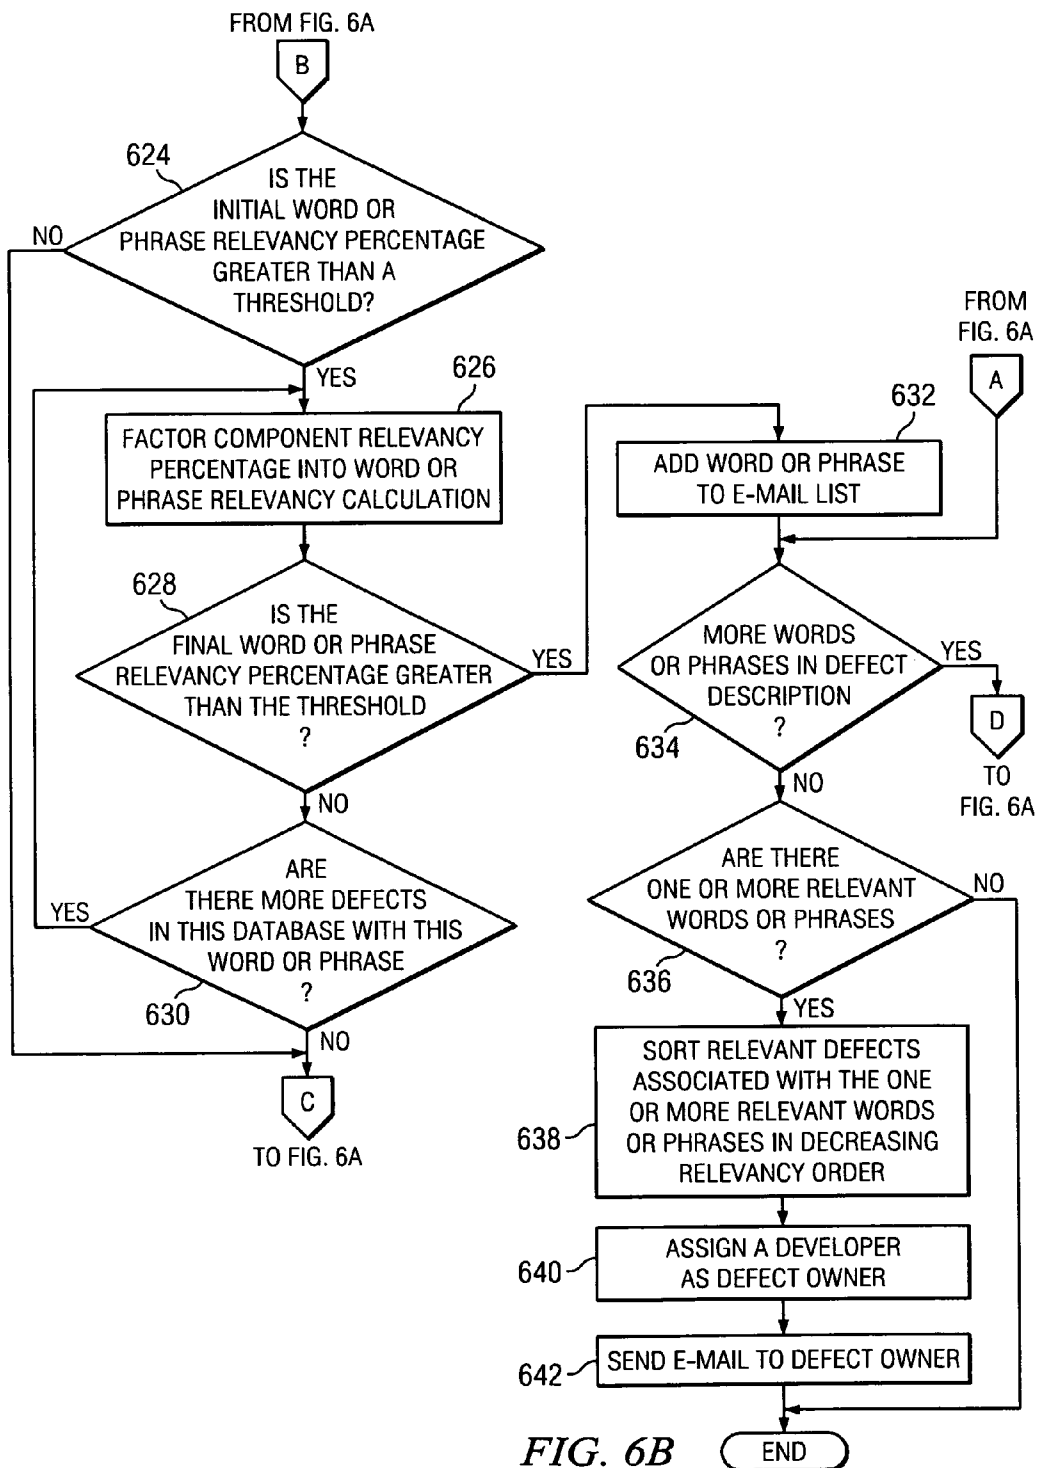 FROM FIG. 6A
B
624
IS THE
INITIAL WORD OR
PHRASE RELEVANCY PERCENTAGE
GREATER THAN A
THRESHOLD?
NO
YES
626
FACTOR COMPONENT RELEVANCY
PERCENTAGE INTO WORD OR
PHRASE RELEVANCY CALCULATION
628
IS THE
FINAL WORD OR PHRASE
RELEVANCY PERCENTAGE GREATER
THAN THE THRESHOLD
?
YES
NO
ARE
THERE MORE DEFECTS
IN THIS DATABASE WITH THIS
WORD OR PHRASE
?
YES
630
NO
C
TO FIG. 6A
FROM
FIG. 6A
A
632
ADD WORD OR PHRASE
TO E-MAIL LIST
MORE WORDS
OR PHRASES IN DEFECT
DESCRIPTION
?
634
YES
D
TO
FIG. 6A
NO
ARE THERE
ONE OR MORE RELEVANT
WORDS OR PHRASES
?
636
NO
YES
SORT RELEVANT DEFECTS
ASSOCIATED WITH THE ONE
OR MORE RELEVANT WORDS
OR PHRASES IN DECREASING
RELEVANCY ORDER
638
ASSIGN A DEVELOPER
AS DEFECT OWNER
640
SEND E-MAIL TO DEFECT OWNER
642
END
FIG. 6B